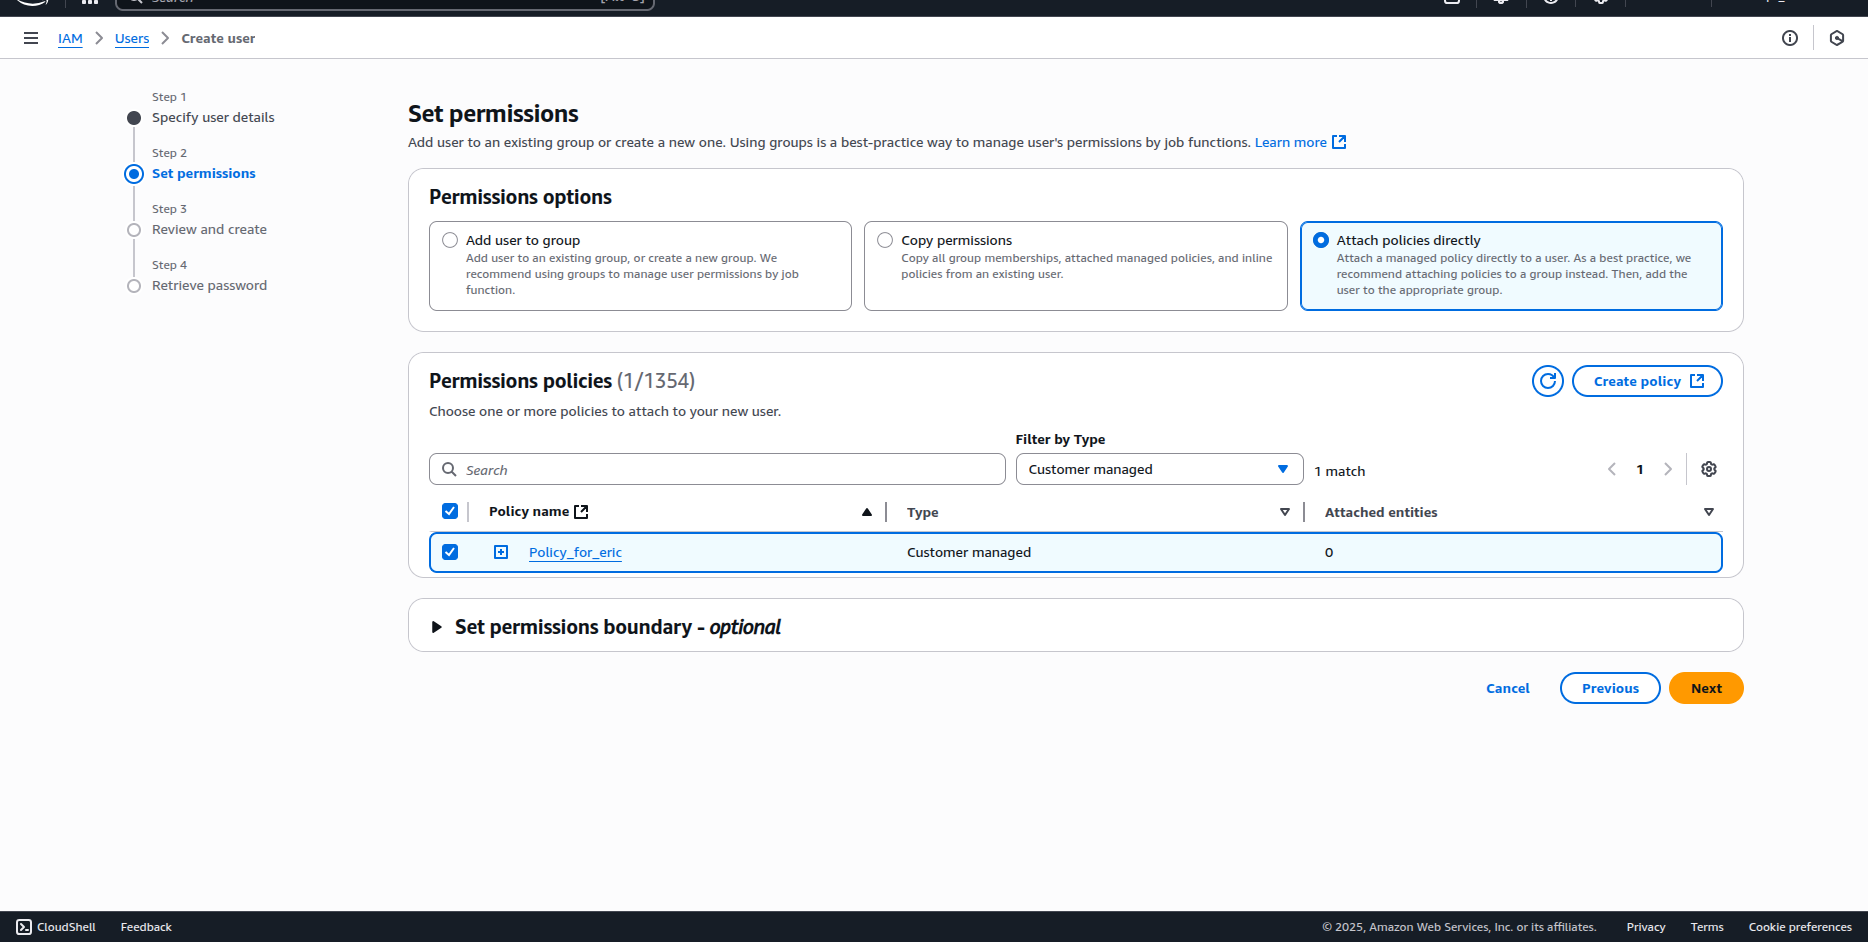 IAM > Users > Create user
Step 1
Specify user details
Step 2
Set permissions
Step 3
Review and create
Step 4
Retrieve password
Set permissions
Add user to an existing group or create a new one. Using groups is a best-practice way to manage user's permissions by job functions. Learn more
Permissions options
Add user to group
Add user to an existing group, or create a new group. We
recommend using groups to manage user permissions by job
function.
Copy permissions
Copy all group memberships, attached managed policies, and inline
policies from an existing user.
Attach policies directly
Attach a managed policy directly to a user. As a best practice, we
recommend attaching policies to a group instead. Then, add the
user to the appropriate group.
Permissions policies (1/1354)
Create policy
Choose one or more policies to attach to your new user.
Filter by Type
Search
Customer managed
1 match
1
Policy name
Type
Attached entities
Policy_for_eric
Customer managed
0
Set permissions boundary - optional
Cancel
Previous
Next
CloudShell
Feedback
© 2025, Amazon Web Services, Inc. or its affiliates.
Privacy
Terms
Cookie preferences